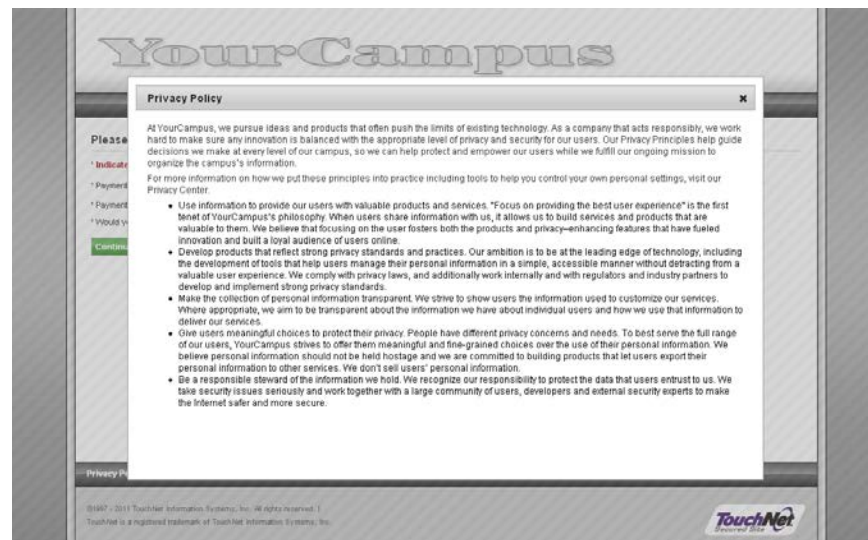 YourCampus
Privacy Policy
At YourCampus, we pursue ideas and products that often push the limits of existing technology. As a company that acts responsibly, we work
hard to make sure any innovation is balanced with the appropriate level of privacy and security for our users. Our Privacy Principles help guide
decisions we make at every level of our campus, so we can help protect and empower our users while we fulfill our ongoing mission to
organize the campus's information.
For more information on how we put these principles into practice including tools to help you control your own personal settings, visit our
Privacy Center.
• Use information to provide our users with valuable products and services. "Focus on providing the best user experience" is the first
tenet of YourCampus's philosophy. When users share information with us, it allows us to build services and products that are
valuable to them. We believe that focusing on the user fosters both the products and privacy–enhancing features that have fueled
innovation and built a loyal audience of users online.
• Develop products that reflect strong privacy standards and practices. Our ambition is to be at the leading edge of technology, including
the development of tools that help users manage their personal information in a simple, accessible manner without detracting from a
valuable user experience. We comply with privacy laws, and additionally work internally and with regulators and industry partners to
develop and implement strong privacy standards.
• Make the collection of personal information transparent. We strive to show users the information used to customize our services.
Where appropriate, we aim to be transparent about the information we have about individual users and how we use that information to
deliver our services.
• Give users meaningful choices to protect their privacy. People have different privacy concerns and needs. To best serve the full range
of our users, YourCampus strives to offer them meaningful and fine-grained choices over the use of their personal information. We
believe personal information should not be held hostage and we are committed to building products that let users export their
personal information to other services. We don't sell users' personal information.
• Be a responsible steward of the information we hold. We recognize our responsibility to protect the data that users entrust to us. We
take security issues seriously and work together with a large community of users, developers and external security experts to make
the Internet safer and more secure.
Please
* Indicate
* Payment
* Payment
* Would y
Continu
Privacy Po
©1997 - 2011 TouchNet Information Systems, Inc. All rights reserved. |
TouchNet is a registered trademark of TouchNet Information Systems, Inc.
TouchNet
Secured Site